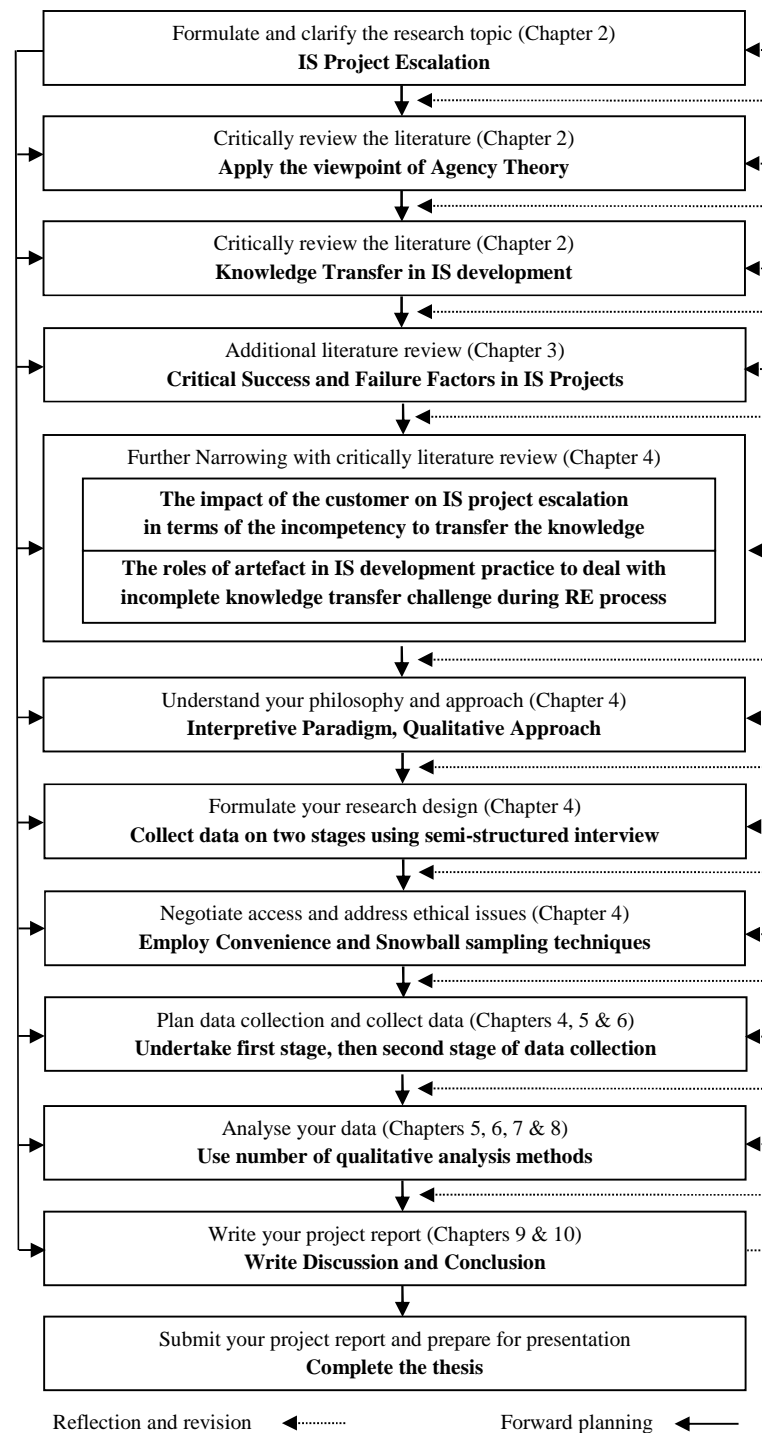 Formulate and clarify the research topic (Chapter 2)
IS Project Escalation
Critically review the literature (Chapter 2)
Apply the viewpoint of Agency Theory
Critically review the literature (Chapter 2)
Knowledge Transfer in IS development
Additional literature review (Chapter 3)
Critical Success and Failure Factors in IS Projects
Further Narrowing with critically literature review (Chapter 4)
The impact of the customer on IS project escalation
in terms of the incompetency to transfer the knowledge
The roles of artefact in IS development practice to deal with
incomplete knowledge transfer challenge during RE process
Understand your philosophy and approach (Chapter 4)
Interpretive Paradigm, Qualitative Approach
Formulate your research design (Chapter 4)
Collect data on two stages using semi-structured interview
Negotiate access and address ethical issues (Chapter 4)
Employ Convenience and Snowball sampling techniques
Plan data collection and collect data (Chapters 4, 5 & 6)
Undertake first stage, then second stage of data collection
Analyse your data (Chapters 5, 6, 7 & 8)
Use number of qualitative analysis methods
Write your project report (Chapters 9 & 10)
Write Discussion and Conclusion
Submit your project report and prepare for presentation
Complete the thesis
Reflection and revision
Forward planning